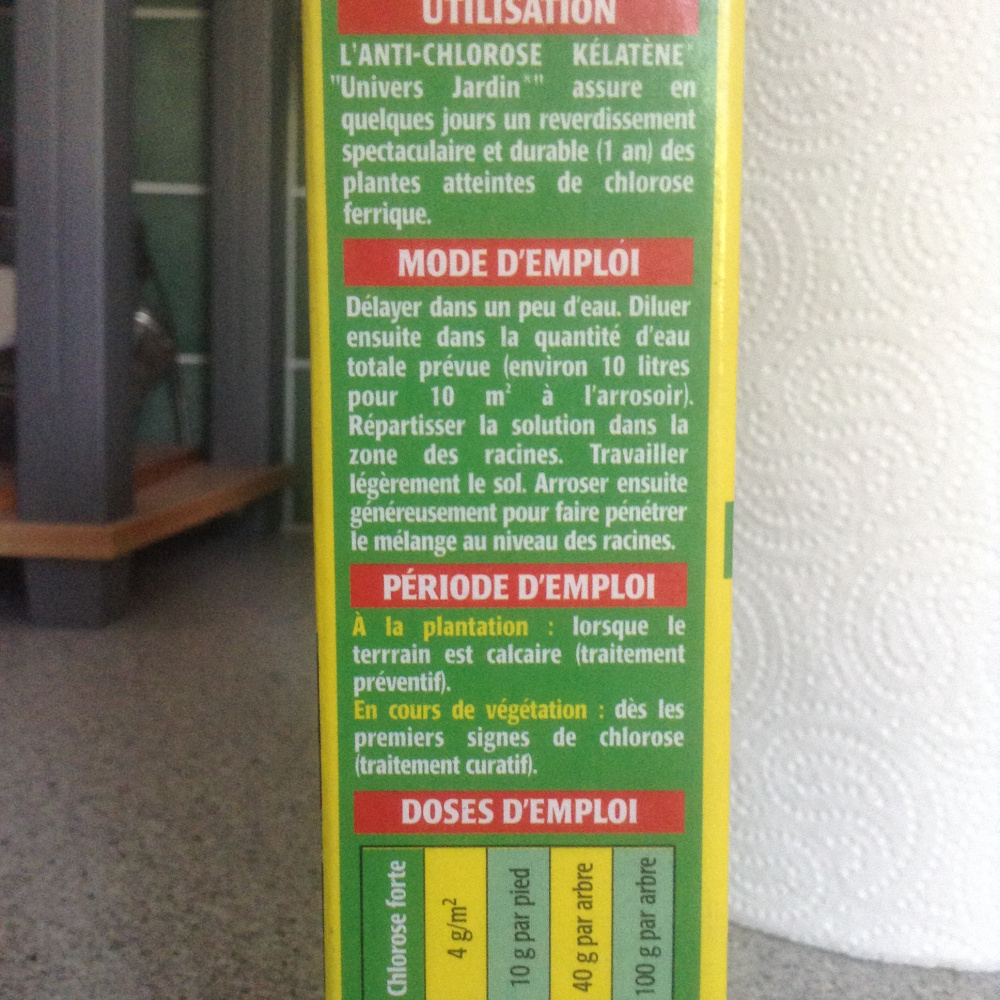 UTILISATION
L'ANTI-CHLOROSE KÉLATÈNE*
"Univers Jardin*" assure en
quelques jours un reverdissement
spectaculaire et durable (1 an) des
plantes atteintes de chlorose
ferrique.
MODE D'EMPLOI
Délayer dans un peu d'eau. Diluer
ensuite dans la quantité d'eau
totale prévue (environ 10 litres
pour 10 m² à l'arrosoir).
Répartisser la solution dans la
zone des racines. Travailler
légèrement le sol. Arroser ensuite
généreusement pour faire pénétrer
le mélange au niveau des racines.
PÉRIODE D'EMPLOI
À la plantation : lorsque le
terrrain est calcaire (traitement
préventif).
En cours de végétation : dès les
premiers signes de chlorose
(traitement curatif).
DOSES D'EMPLOI
Chlorose forte
4 g/m²
10 g par pied
40 g par arbre
100 g par arbre